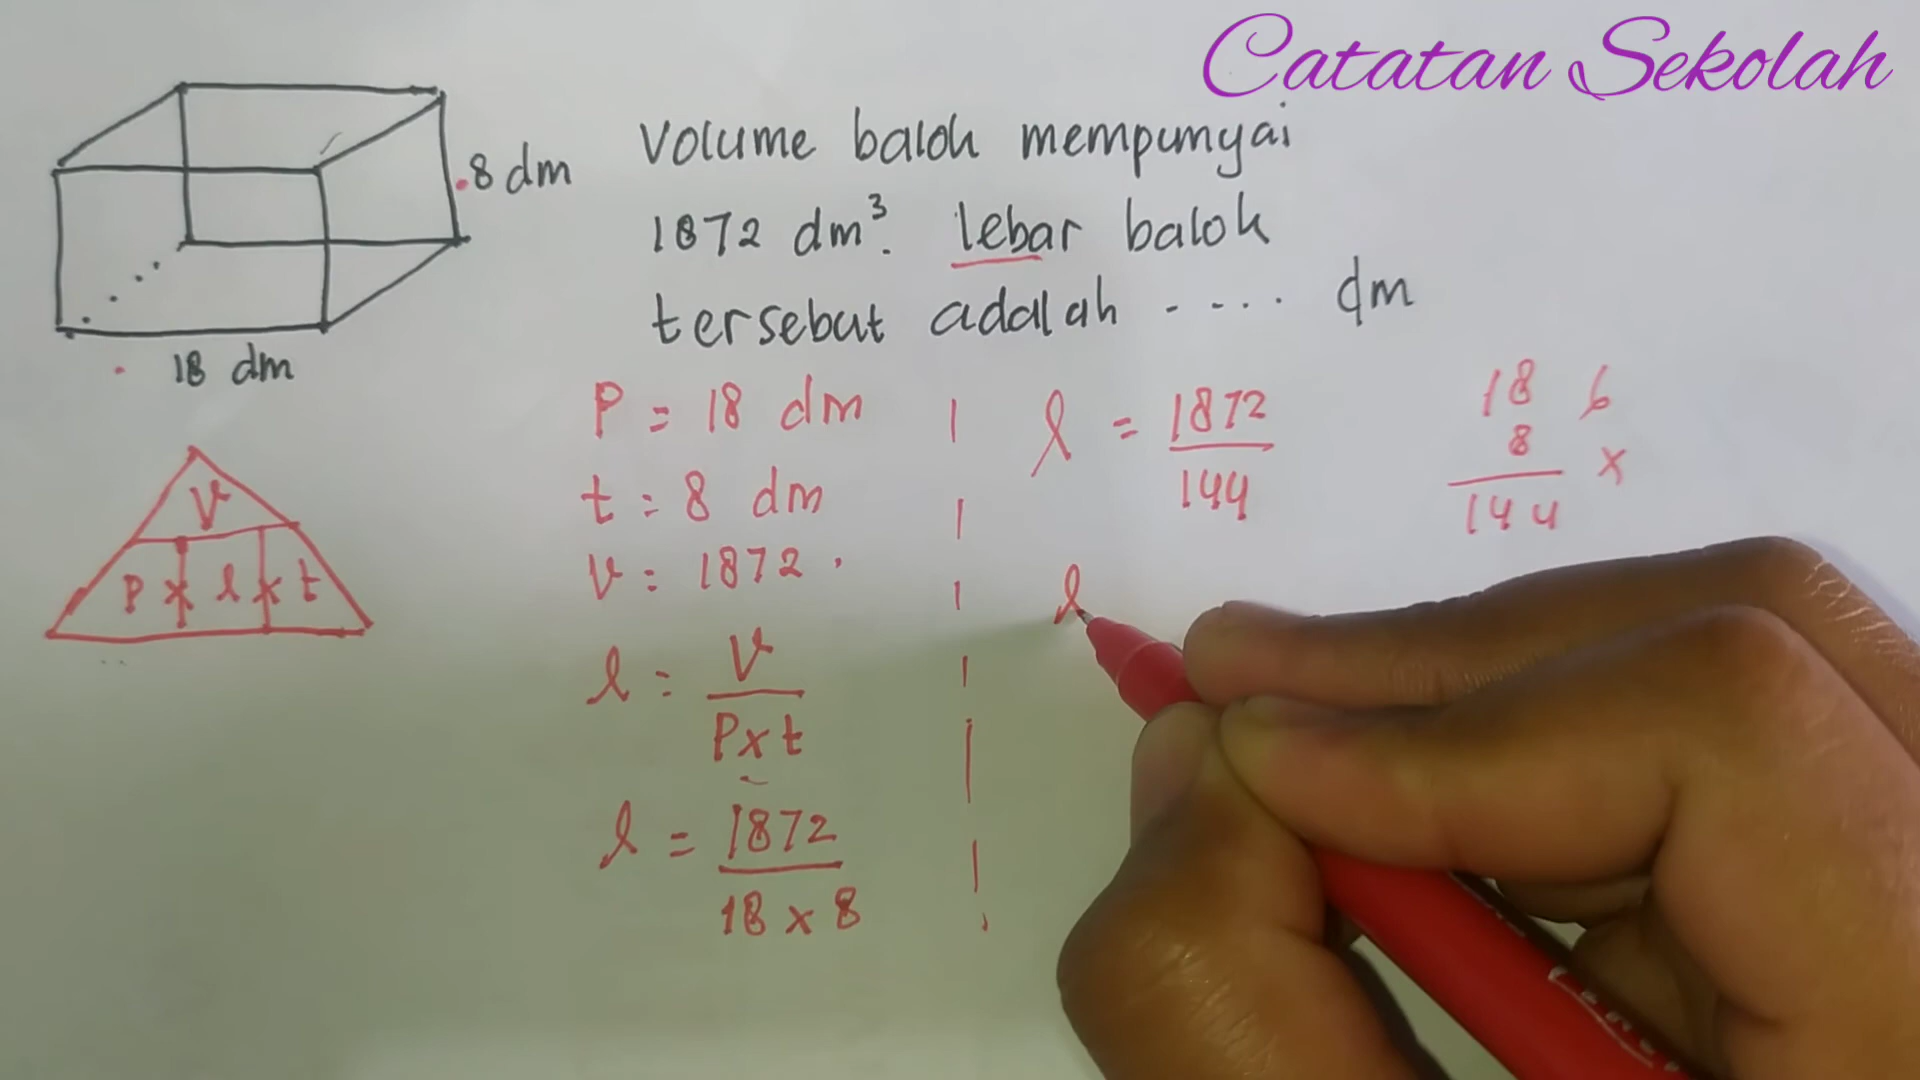 Catatan Sekolah
Volume balok mempunyai
1872 dm³. lebar balok
tersebut adalah .... dm
8 dm
18 dm
V
P x l x t
P = 18 dm
t = 8 dm
V = 1872
l = V
P x t
l = 1872
18 x 8
l = 1872
144
l
18 6
8 x
144